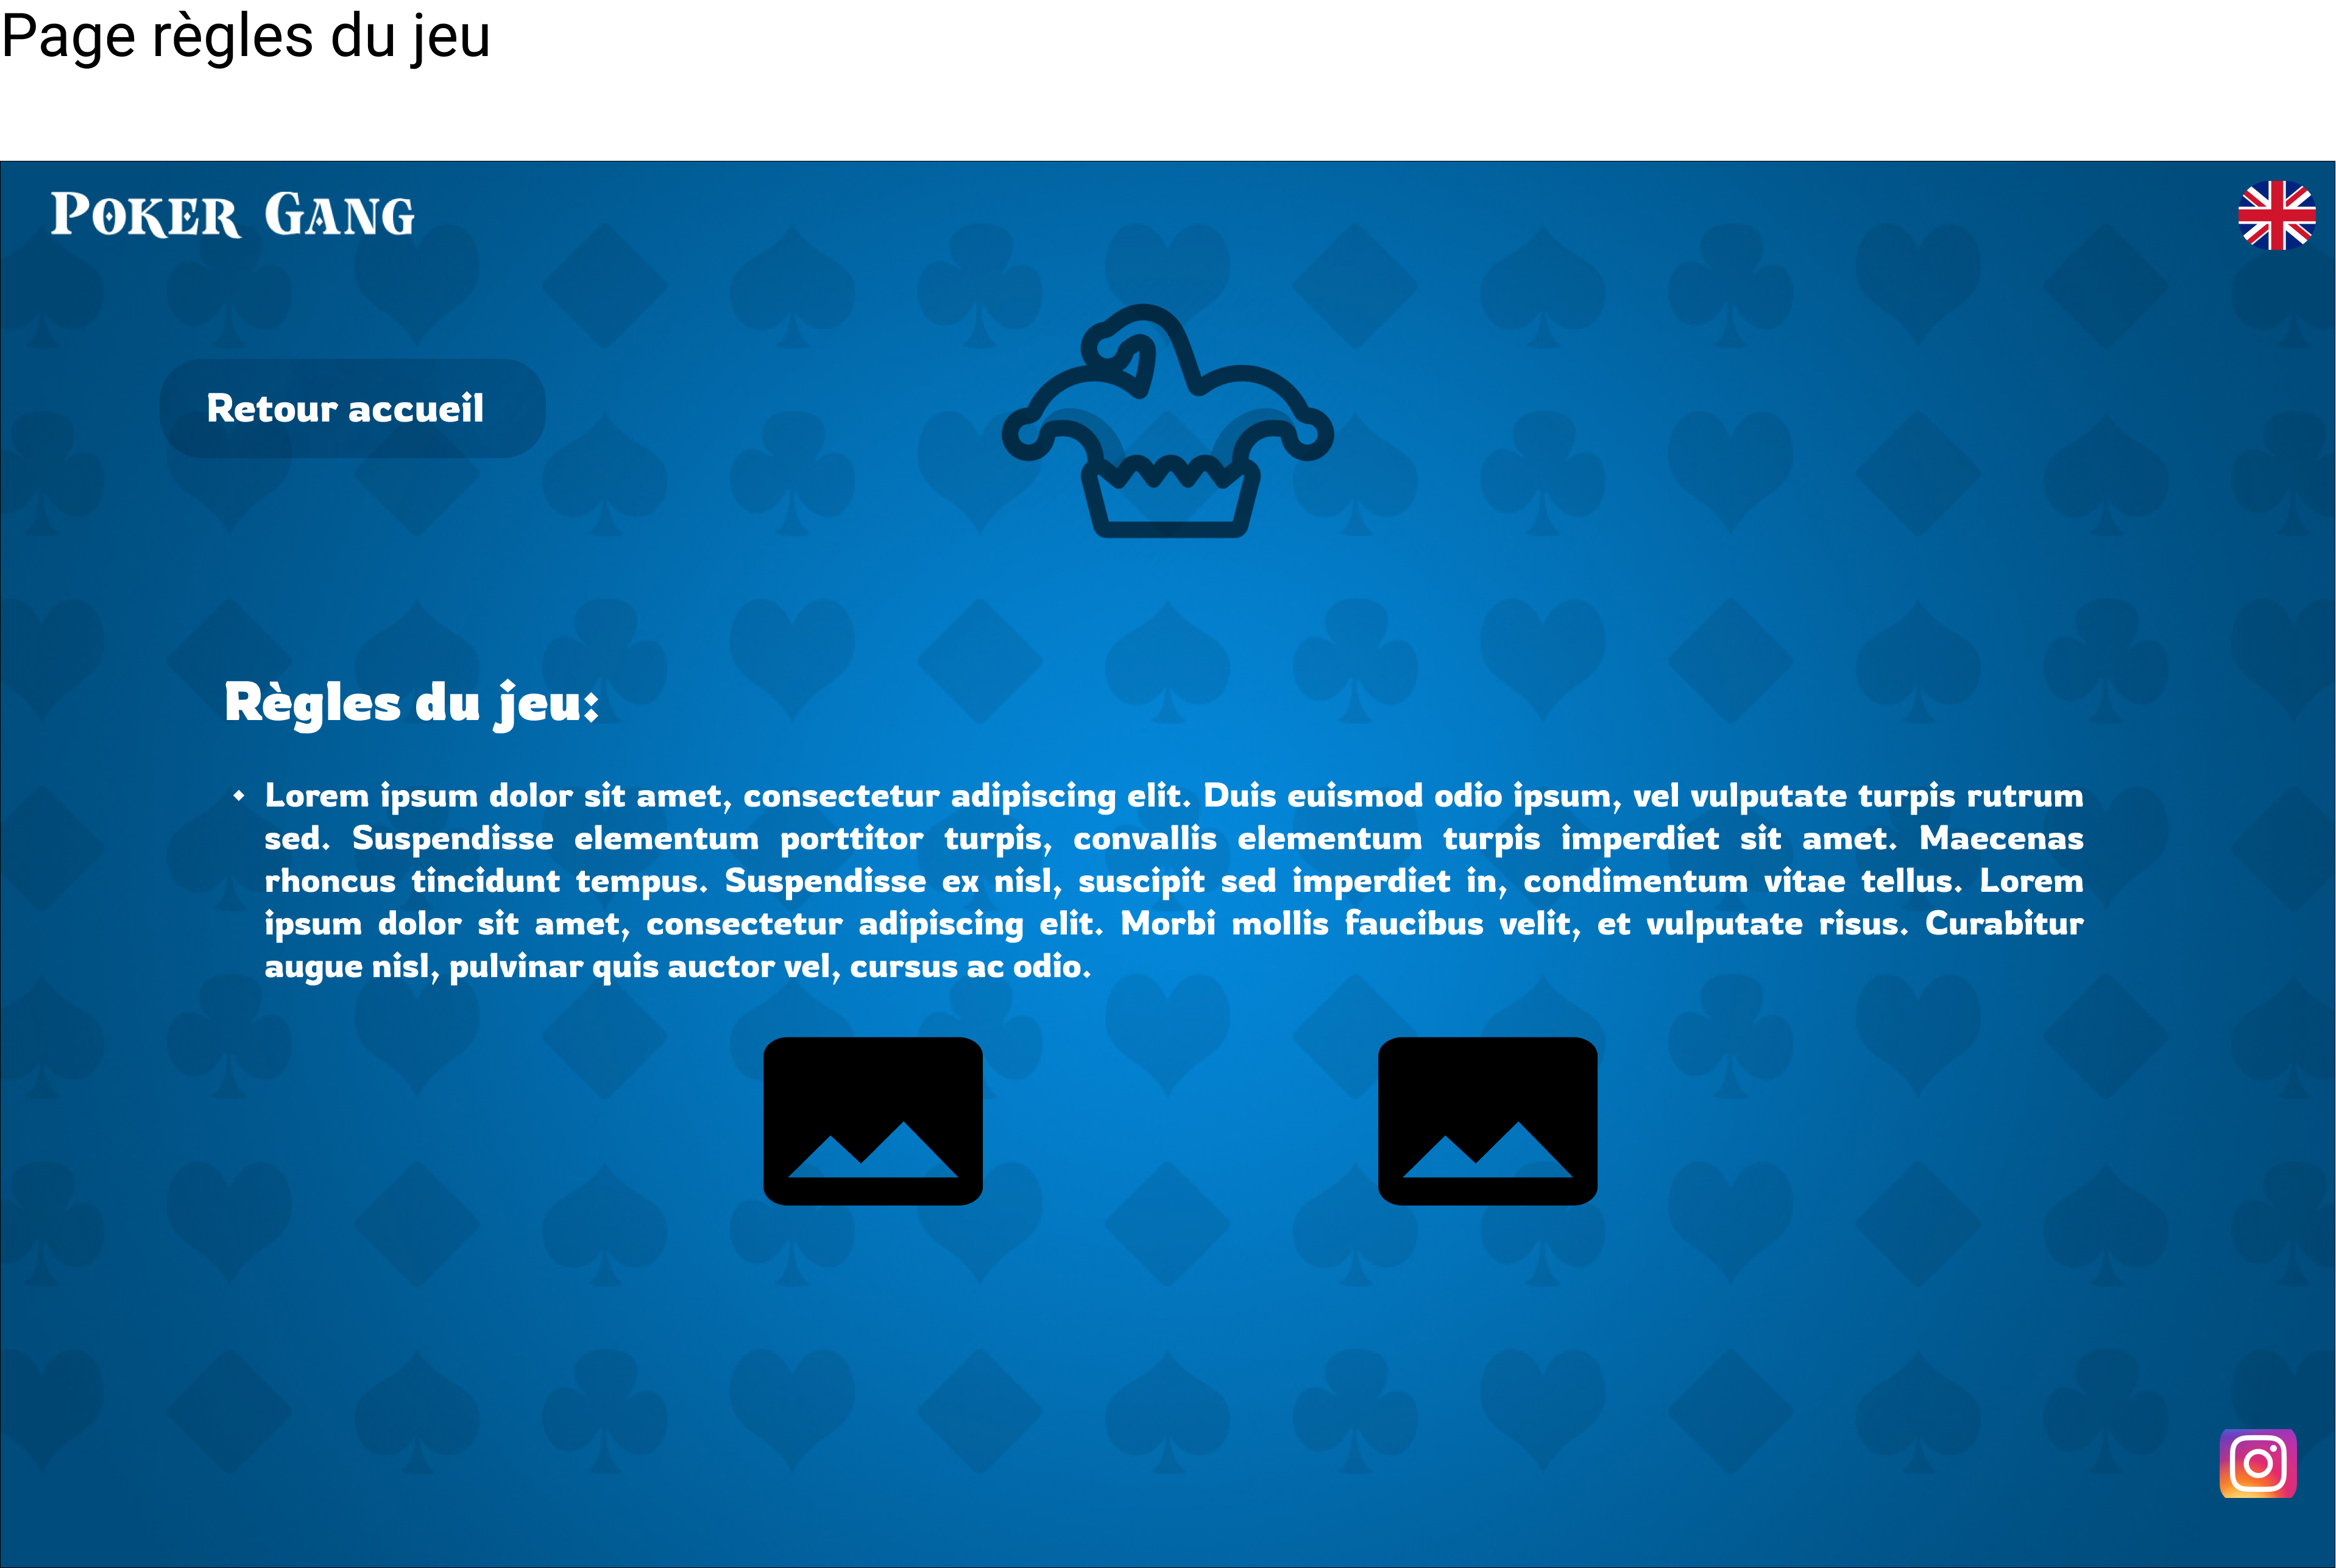 Page règles du jeu
POKER GANG
Retour accueil
Règles du jeu:
• Lorem ipsum dolor sit amet, consectetur adipiscing elit. Duis euismod odio ipsum, vel vulputate turpis rutrum
sed. Suspendisse elementum porttitor turpis, convallis elementum turpis imperdiet sit amet. Maecenas
rhoncus tincidunt tempus. Suspendisse ex nisl, suscipit sed imperdiet in, condimentum vitae tellus. Lorem
ipsum dolor sit amet, consectetur adipiscing elit. Morbi mollis faucibus velit, et vulputate risus. Curabitur
augue nisl, pulvinar quis auctor vel, cursus ac odio.